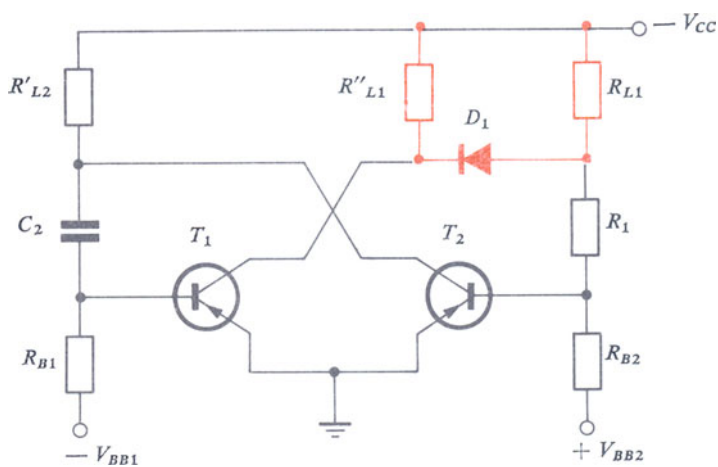 − V_CC
R'_L2
R''_L1
R_L1
D_1
C_2
T_1
T_2
R_1
R_B1
R_B2
− V_BB1
+ V_BB2